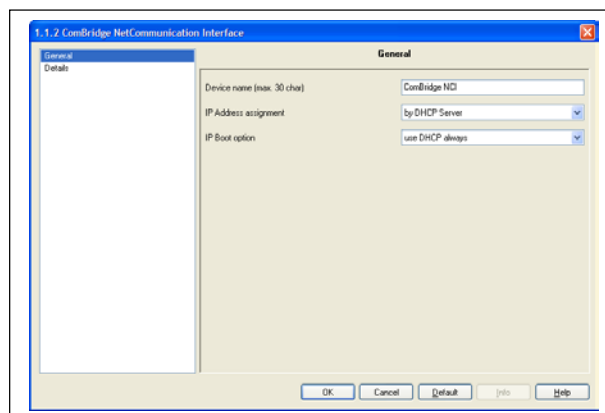 1.1.2 ComBridge NetCommunication Interface
General
Details
General
Device name (max. 30 char)
ComBridge NCI
IP Address assignment
by DHCP Server
IP Boot option
use DHCP always
OK
Cancel
Default
Info
Help